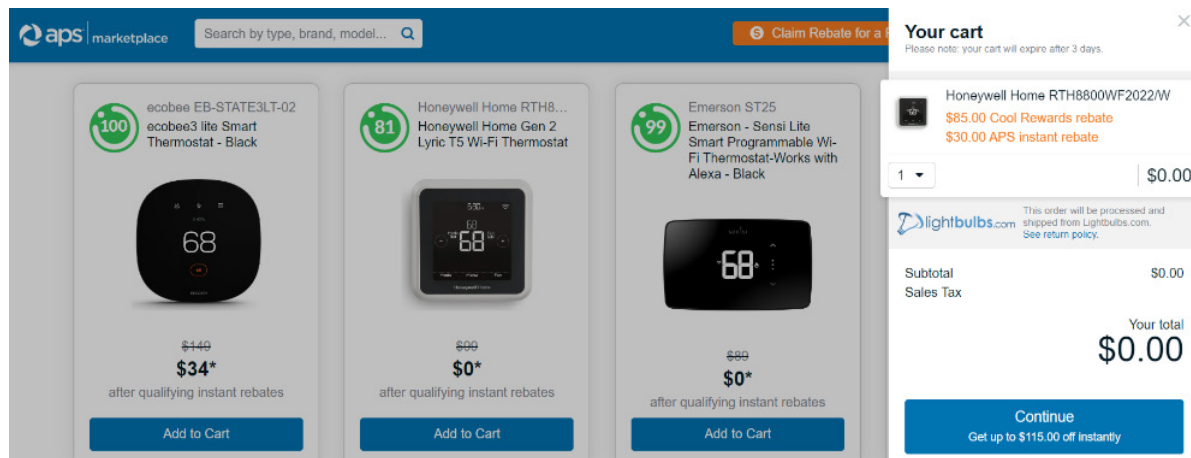 aps marketplace
Search by type, brand, model...
Claim Rebate for a
100
ecobee EB-STATE3LT-02
ecobee3 lite Smart
Thermostat - Black
68
$149
$34*
after qualifying instant rebates
Add to Cart
81
Honeywell Home RTH8...
Honeywell Home Gen 2
Lyric T5 Wi-Fi Thermostat
68
68
Honeywell Home
$99
$0*
after qualifying instant rebates
Add to Cart
99
Emerson ST25
Emerson - Sensi Lite
Smart Programmable Wi-
Fi Thermostat-Works with
Alexa - Black
68
$89
$0*
after qualifying instant rebates
Add to Cart
Your cart
Please note: your cart will expire after 3 days.
Honeywell Home RTH8800WF2022/W
$85.00 Cool Rewards rebate
$30.00 APS instant rebate
1
$0.00
lightbulbs.com
This order will be processed and
shipped from Lightbulbs.com.
See return policy.
Subtotal $0.00
Sales Tax
Your total
$0.00
Continue
Get up to $115.00 off instantly